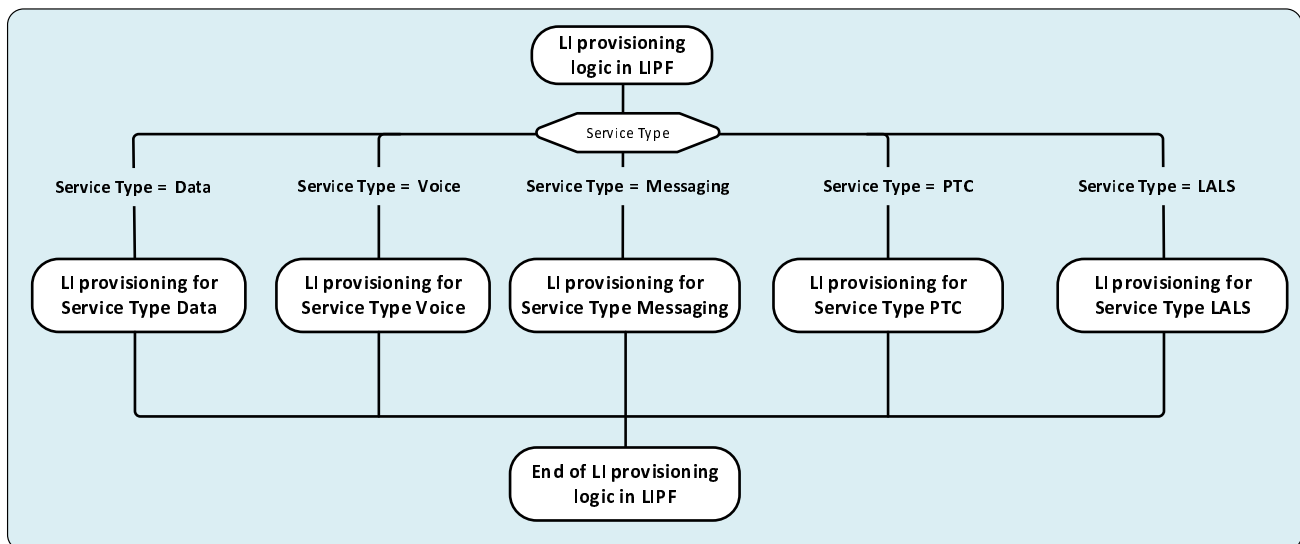 LI provisioning
logic in LIPF
Service Type
Service Type = Data
Service Type = Voice
Service Type = Messaging
Service Type = PTC
Service Type = LALS
LI provisioning for
Service Type Data
LI provisioning for
Service Type Voice
LI provisioning for
Service Type Messaging
LI provisioning for
Service Type PTC
LI provisioning for
Service Type LALS
End of LI provisioning
logic in LIPF